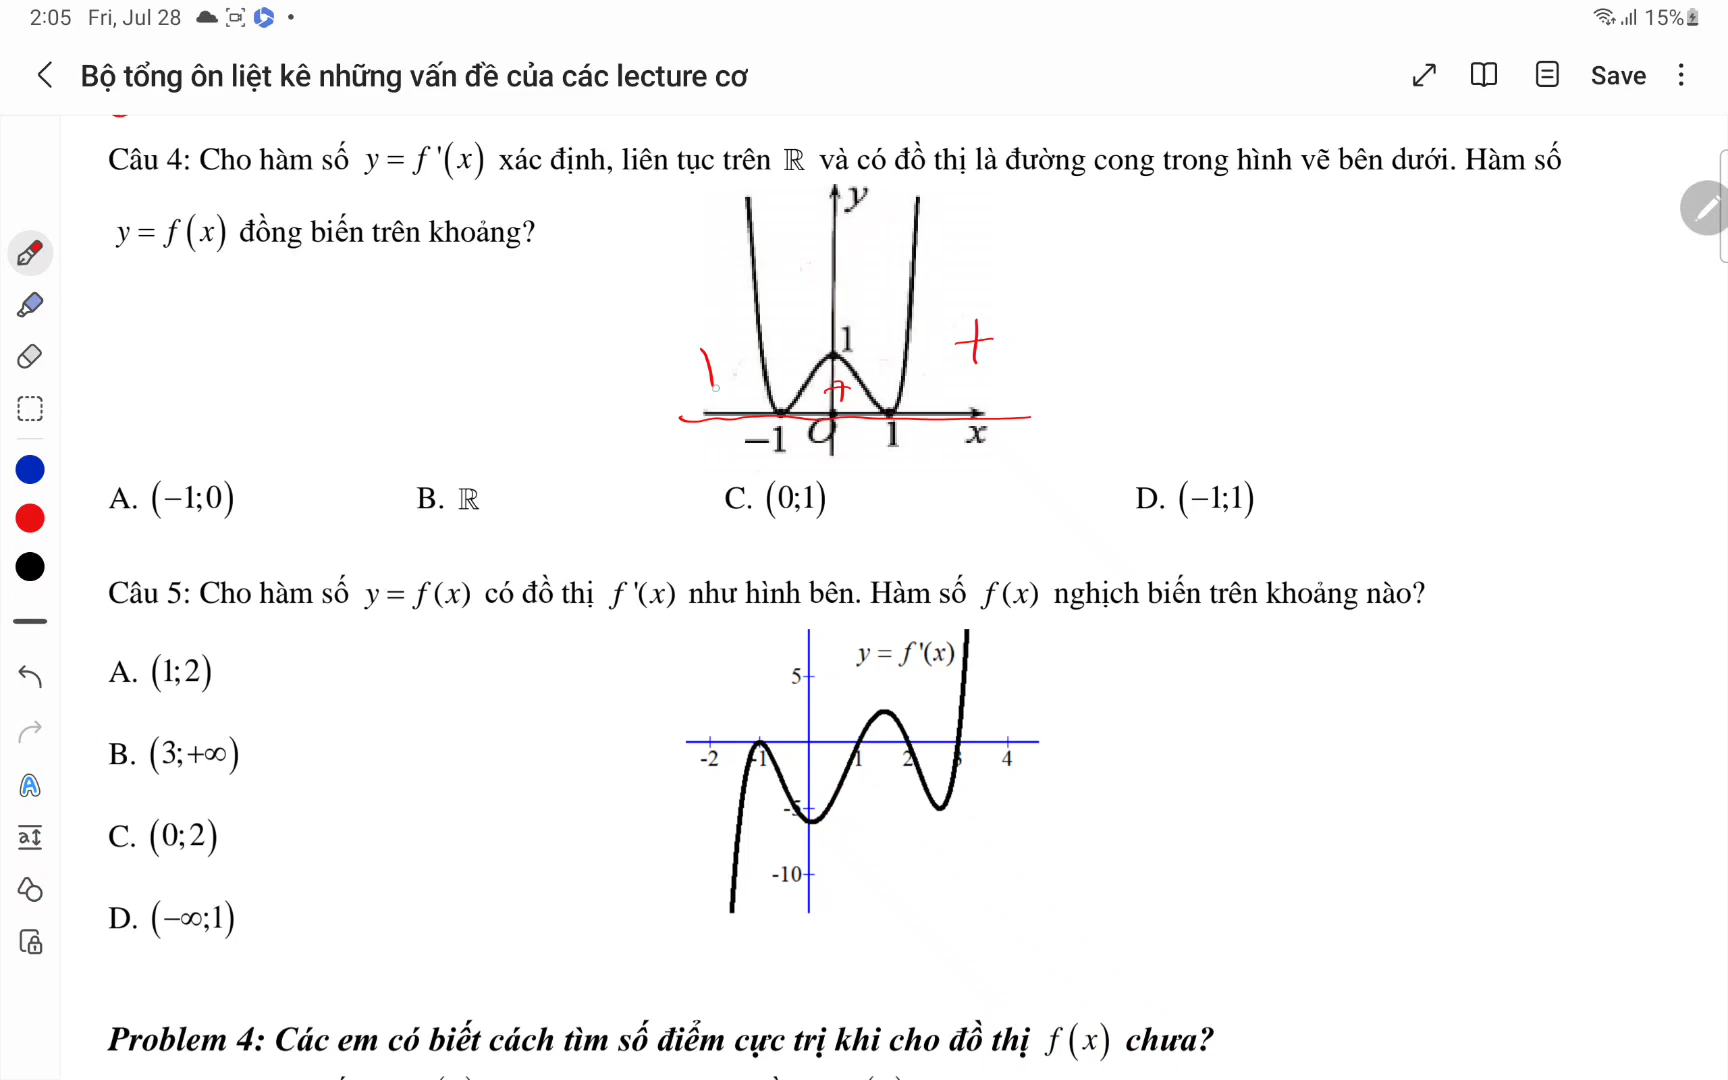 2:05 Fri, Jul 28 15%
Bộ tổng ôn liệt kê những vấn đề của các lecture cơ Save
Câu 4: Cho hàm số y = f '(x) xác định, liên tục trên ℝ và có đồ thị là đường cong trong hình vẽ bên dưới. Hàm số
y = f(x) đồng biến trên khoảng?
y
1
+
+
-1 O 1 x
A. (−1;0) B. ℝ C. (0;1) D. (−1;1)
Câu 5: Cho hàm số y = f(x) có đồ thị f '(x) như hình bên. Hàm số f(x) nghịch biến trên khoảng nào?
y = f '(x)
5
A. (1;2)
-2 -1 1 2 3 4
B. (3;+∞)
-5
C. (0;2)
-10
D. (−∞;1)
Problem 4: Các em có biết cách tìm số điểm cực trị khi cho đồ thị f(x) chưa?